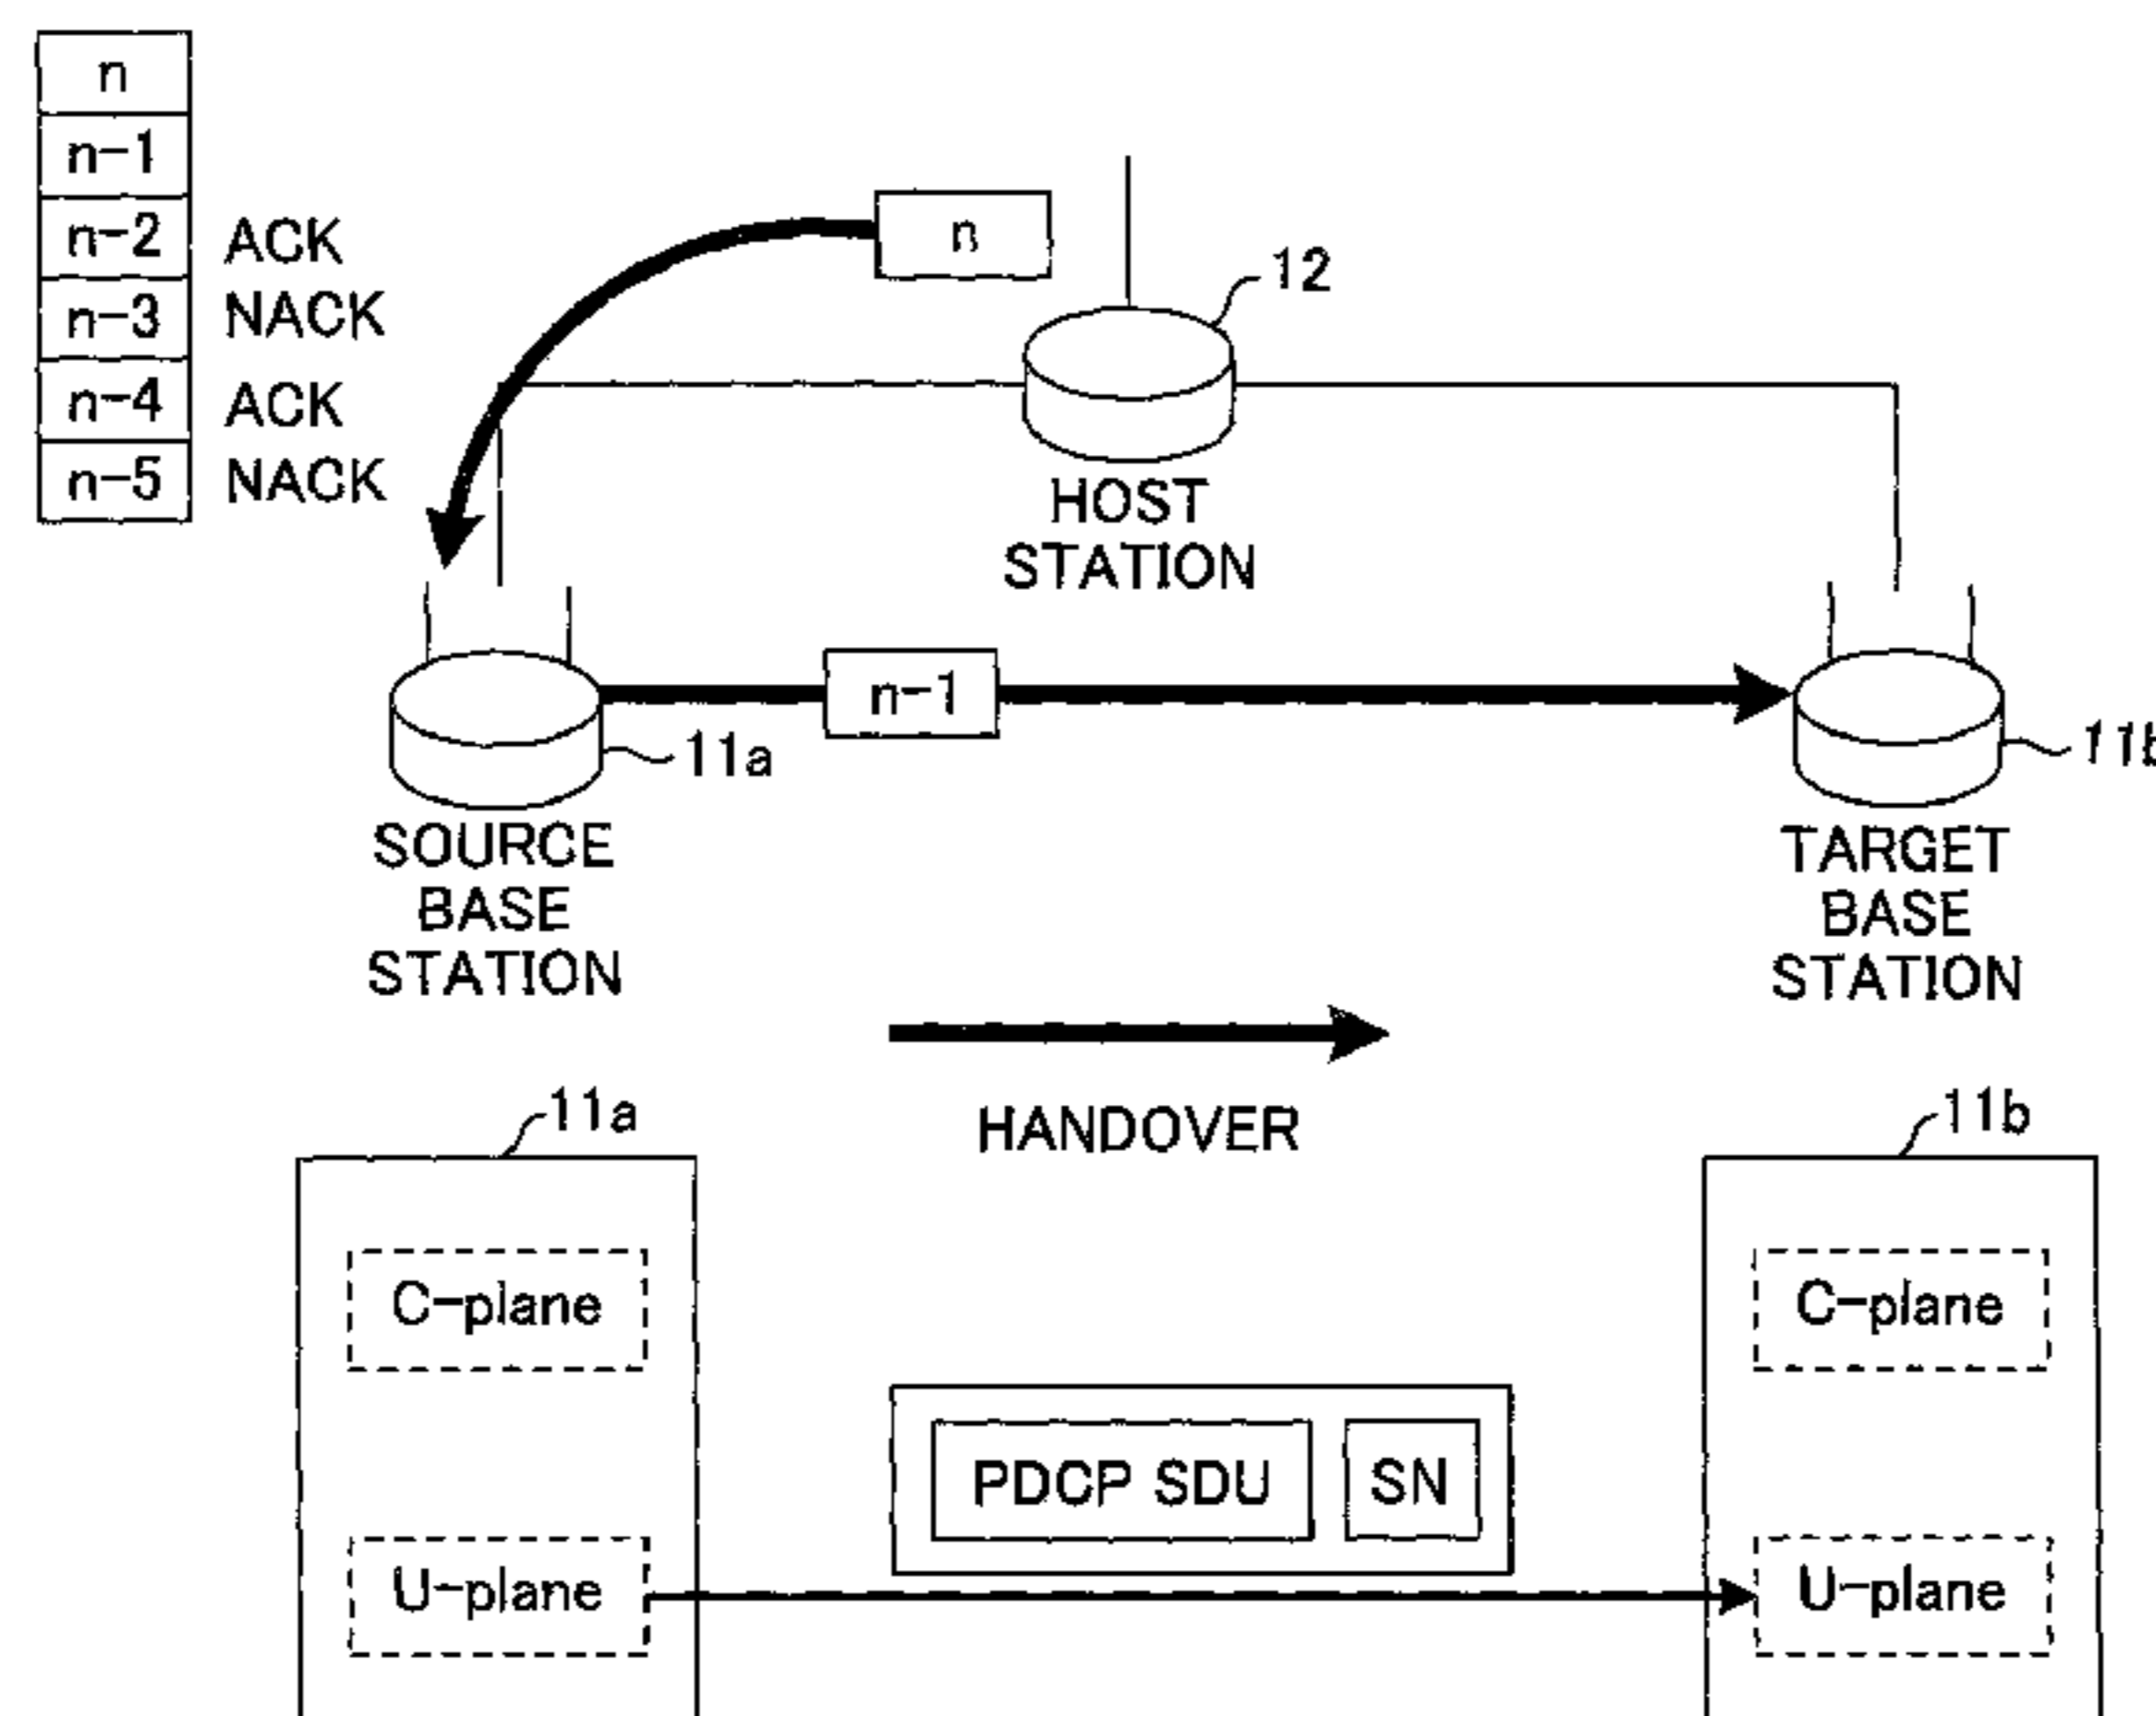 n
n-1
n-2 ACK
n-3 NACK
n-4 ACK
n-5 NACK
n
12
HOST
STATION
n-1
11a
SOURCE
BASE
STATION
TARGET
BASE
STATION
HANDOVER
11a
11b
C-plane
C-plane
PDCP SDU
SN
U-plane
U-plane